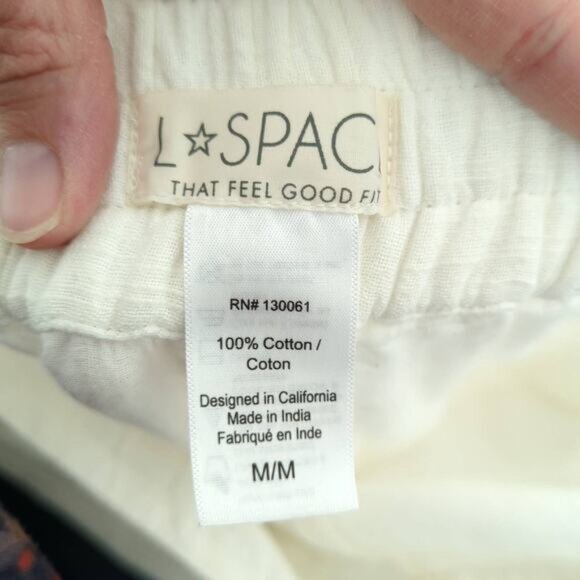 L☆SPAC
THAT FEEL GOOD FIT
RN# 130061
100% Cotton /
Coton
Designed in California
Made in India
Fabriqué en Inde
M/M